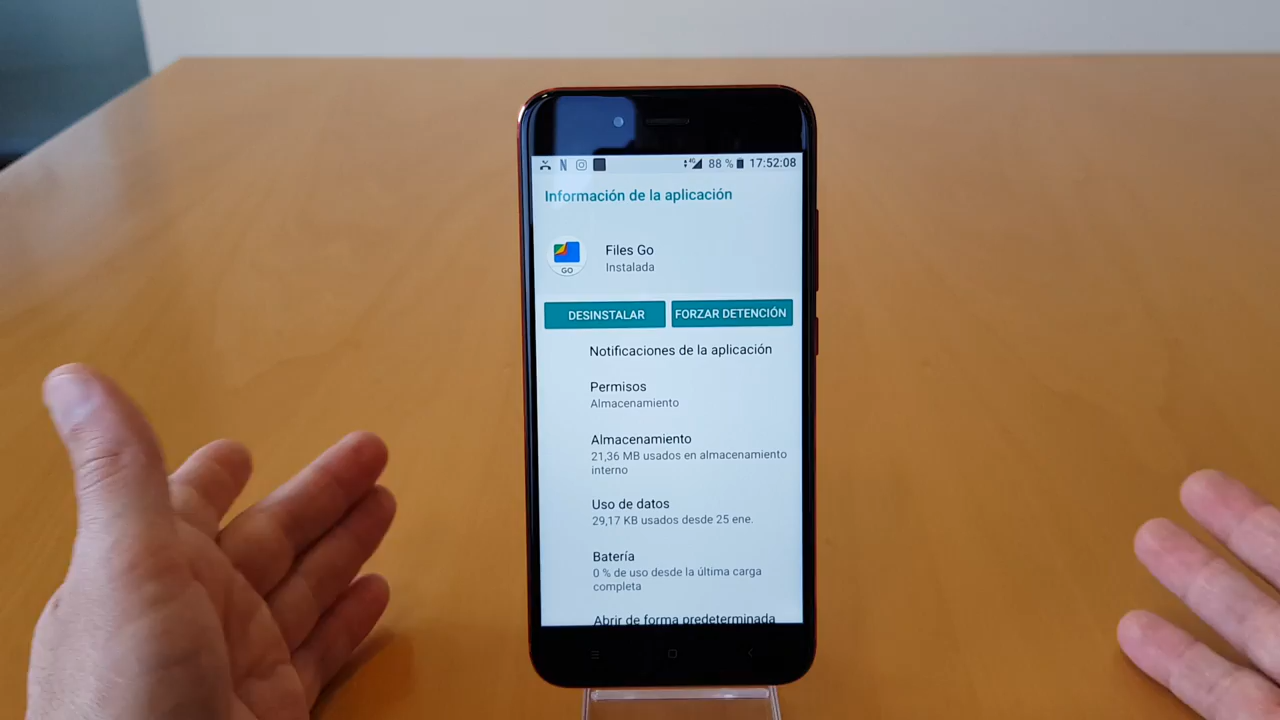 N 4G 88 % 17:52:08
Información de la aplicación
Files Go
GO
Instalada
DESINSTALAR FORZAR DETENCIÓN
Notificaciones de la aplicación
Permisos
Almacenamiento
Almacenamiento
21,36 MB usados en almacenamiento
interno
Uso de datos
29,17 KB usados desde 25 ene.
Batería
0 % de uso desde la última carga
completa
Abrir de forma predeterminada